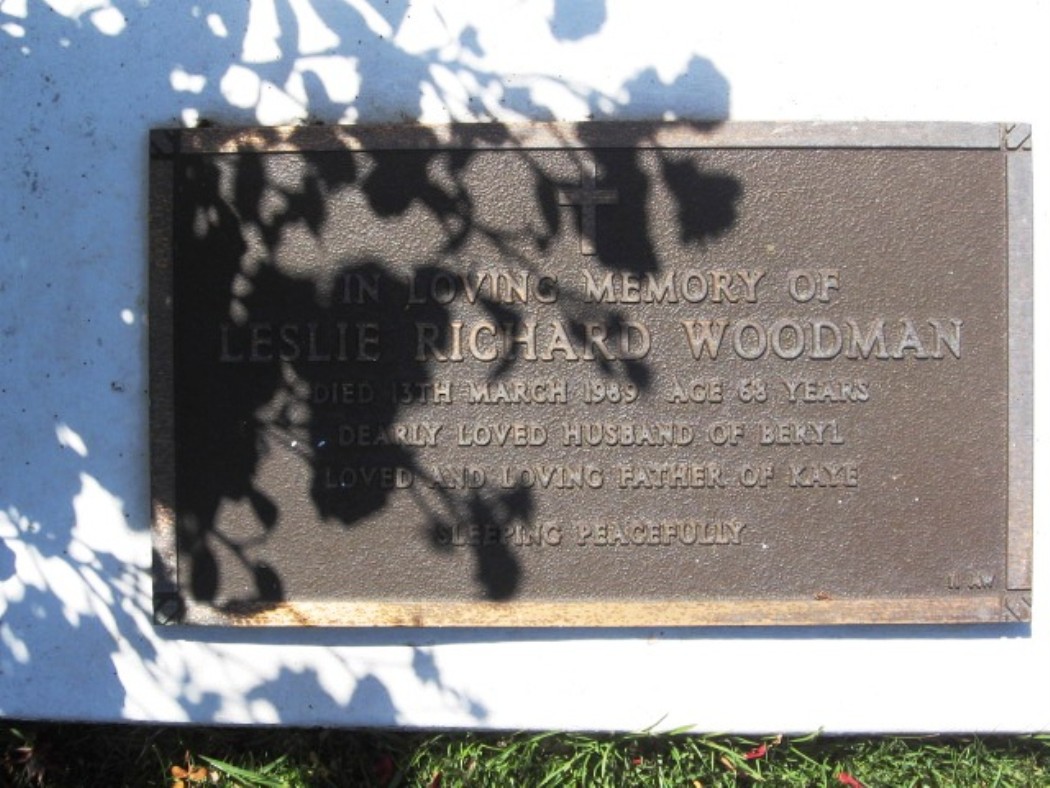 IN LOVING MEMORY OF
LESLIE RICHARD WOODMAN
DIED 13TH MARCH 1989 AGE 68 YEARS
DEARLY LOVED HUSBAND OF BERYL
LOVED AND LOVING FATHER OF KAYE
SLEEPING PEACEFULLY